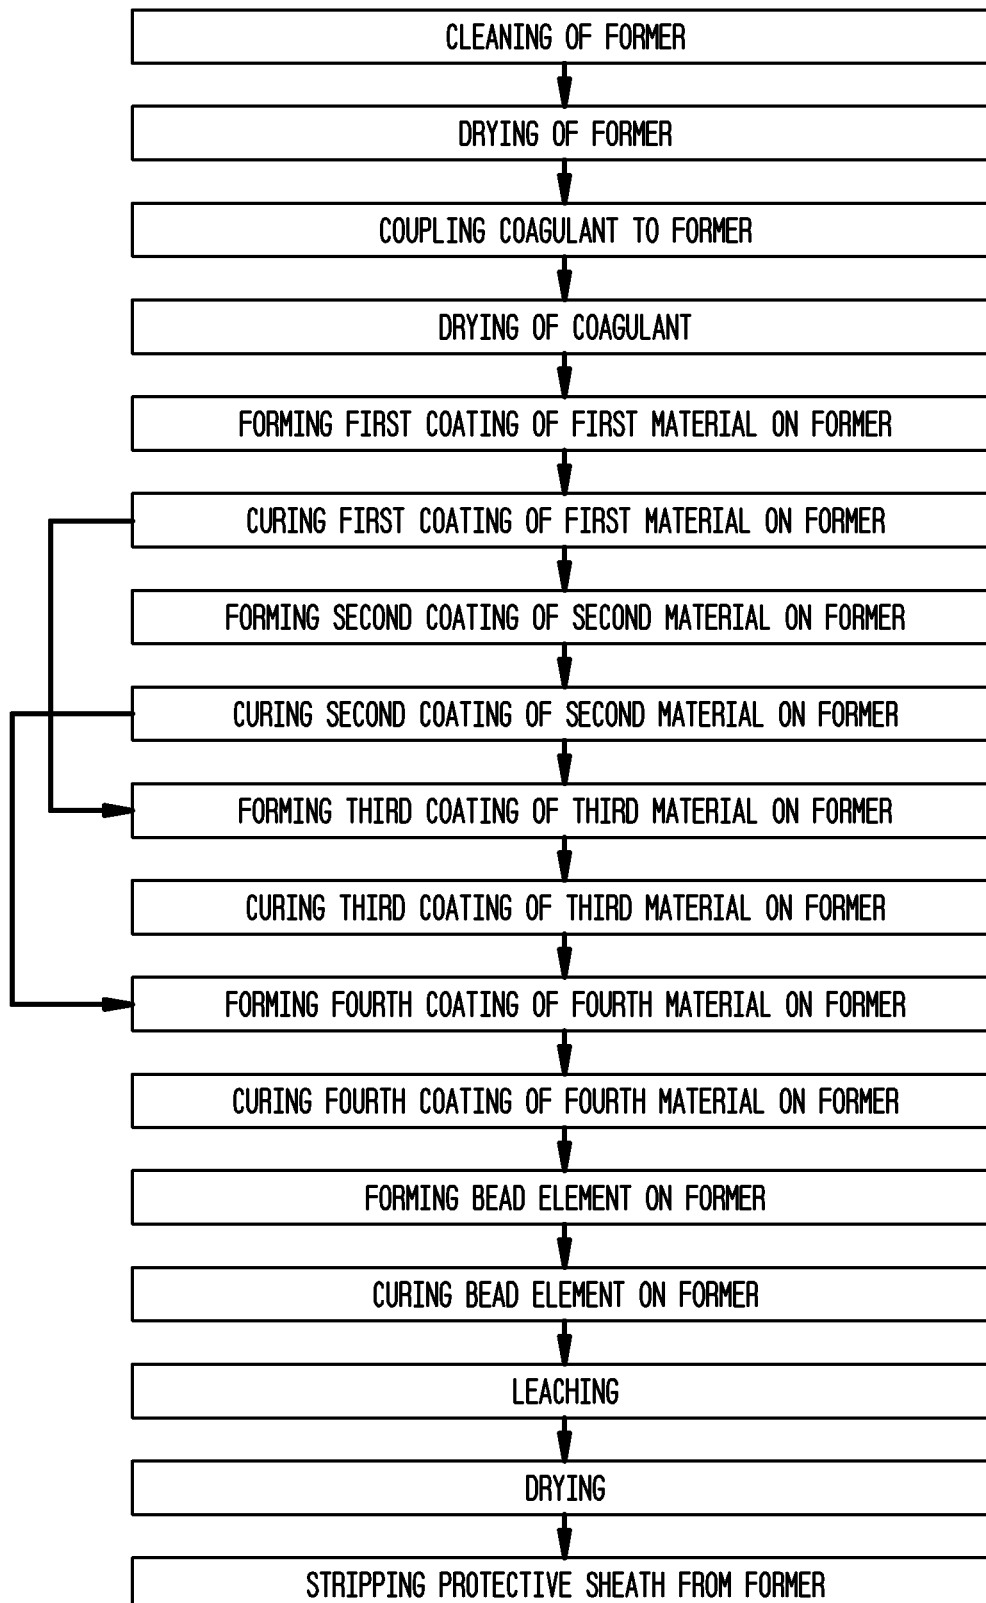 CLEANING OF FORMER
DRYING OF FORMER
COUPLING COAGULANT TO FORMER
DRYING OF COAGULANT
FORMING FIRST COATING OF FIRST MATERIAL ON FORMER
CURING FIRST COATING OF FIRST MATERIAL ON FORMER
FORMING SECOND COATING OF SECOND MATERIAL ON FORMER
CURING SECOND COATING OF SECOND MATERIAL ON FORMER
FORMING THIRD COATING OF THIRD MATERIAL ON FORMER
CURING THIRD COATING OF THIRD MATERIAL ON FORMER
FORMING FOURTH COATING OF FOURTH MATERIAL ON FORMER
CURING FOURTH COATING OF FOURTH MATERIAL ON FORMER
FORMING BEAD ELEMENT ON FORMER
CURING BEAD ELEMENT ON FORMER
LEACHING
DRYING
STRIPPING PROTECTIVE SHEATH FROM FORMER